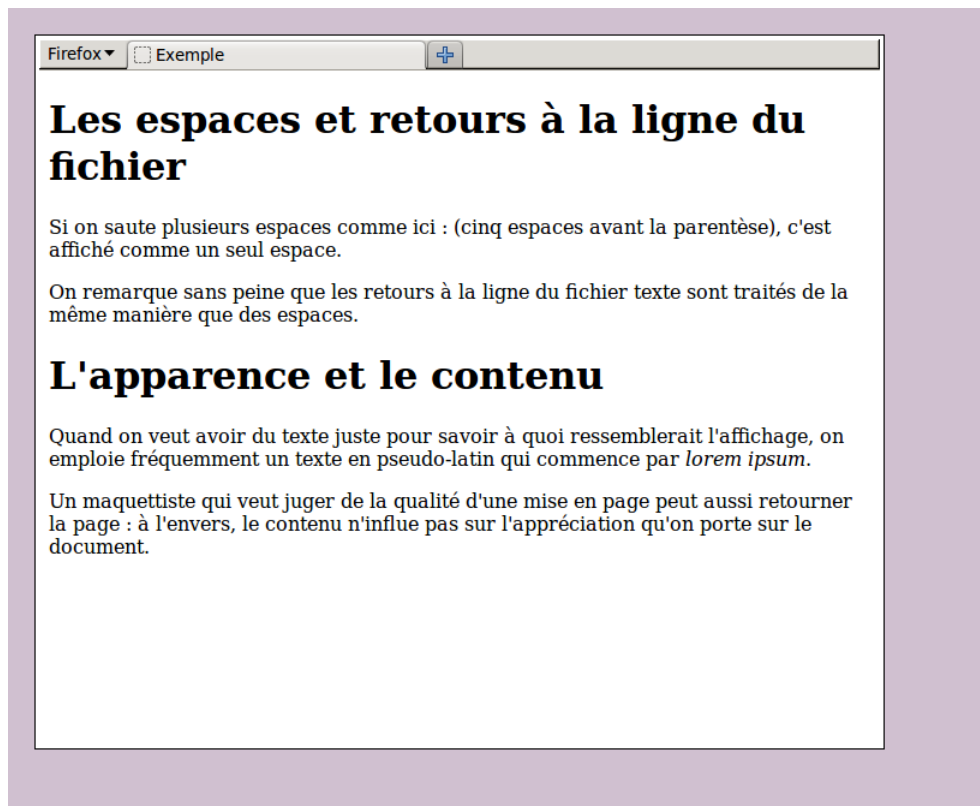 Firefox Exemple
Les espaces et retours à la ligne du
fichier
Si on saute plusieurs espaces comme ici : (cinq espaces avant la parentèse), c'est
affiché comme un seul espace.
On remarque sans peine que les retours à la ligne du fichier texte sont traités de la
même manière que des espaces.
L'apparence et le contenu
Quand on veut avoir du texte juste pour savoir à quoi ressemblerait l'affichage, on
emploie fréquemment un texte en pseudo-latin qui commence par lorem ipsum.
Un maquettiste qui veut juger de la qualité d'une mise en page peut aussi retourner
la page : à l'envers, le contenu n'influe pas sur l'appréciation qu'on porte sur le
document.